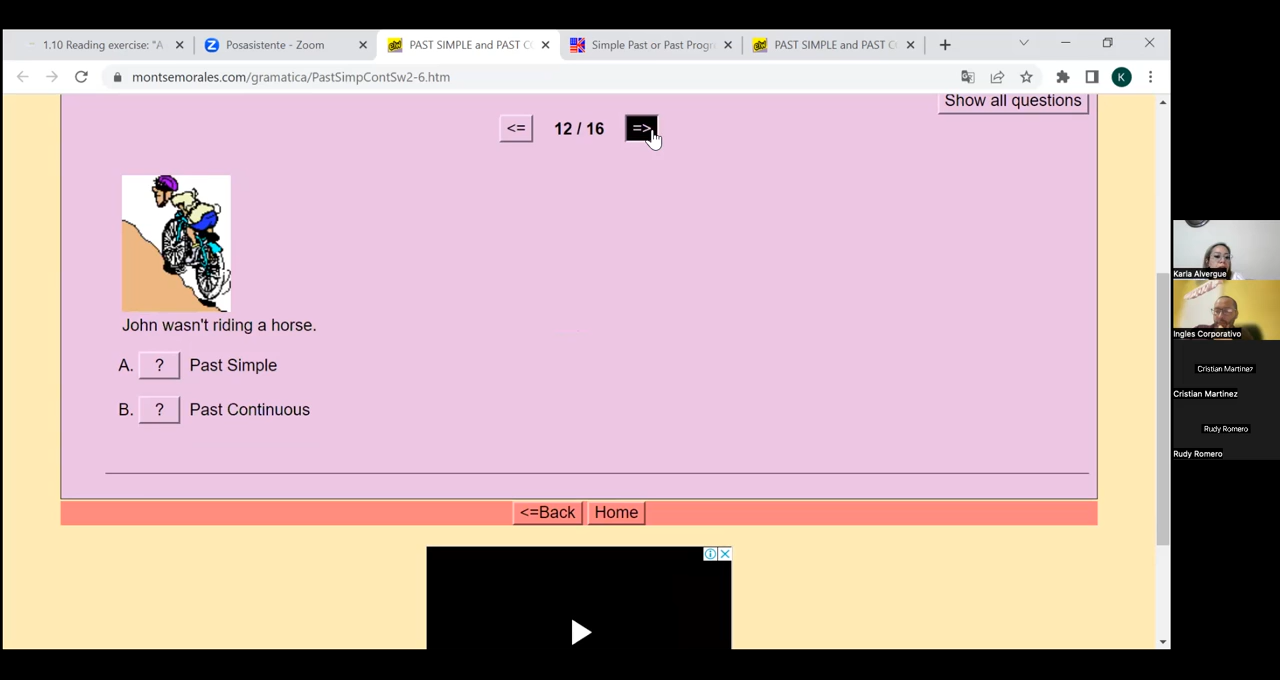 1.10 Reading exercise: "A
Posasistente - Zoom
PAST SIMPLE and PAST C
Simple Past or Past Progr
PAST SIMPLE and PAST C
montsemorales.com/gramatica/PastSimpContSw2-6.htm
K
Show all questions
<=
12 / 16
=>
John wasn't riding a horse.
A. ? Past Simple
B. ? Past Continuous
<=Back
Home
Karla Alvergue
Ingles Corporativo
Cristian Martinez
Cristian Martinez
Rudy Romero
Rudy Romero